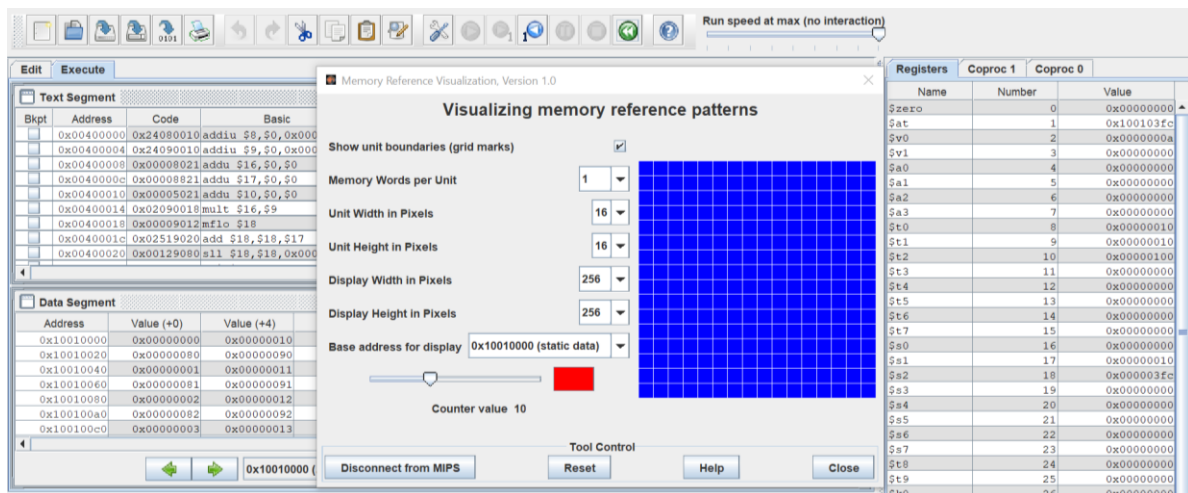 Run speed at max (no interaction)
0101
1
1
Edit Execute
Text Segment
Bkpt Address Code Basic
0x00400000 0x24080010 addiu $8,$0,0x000
0x00400004 0x24090010 addiu $9,$0,0x000
0x00400008 0x00008021 addu $16,$0,$0
0x0040000c 0x00008821 addu $17,$0,$0
0x00400010 0x00005021 addu $10,$0,$0
0x00400014 0x02090018 mult $16,$9
0x00400018 0x00009012 mflo $18
0x0040001c 0x02519020 add $18,$18,$17
0x00400020 0x00129080 sll $18,$18,0x000
Data Segment
Address Value (+0) Value (+4)
0x10010000 0x00000000 0x00000010
0x10010020 0x00000080 0x00000090
0x10010040 0x00000001 0x00000011
0x10010060 0x00000081 0x00000091
0x10010080 0x00000002 0x00000012
0x100100a0 0x00000082 0x00000092
0x100100c0 0x00000003 0x00000013
0x10010000 (
Memory Reference Visualization, Version 1.0
Visualizing memory reference patterns
Show unit boundaries (grid marks)
Memory Words per Unit 1
Unit Width in Pixels 16
Unit Height in Pixels 16
Display Width in Pixels 256
Display Height in Pixels 256
Base address for display 0x10010000 (static data)
Counter value 10
Tool Control
Disconnect from MIPS Reset Help Close
Registers Coproc 1 Coproc 0
Name Number Value
$zero 0 0x00000000
$at 1 0x100103fc
$v0 2 0x0000000a
$v1 3 0x00000000
$a0 4 0x00000000
$a1 5 0x00000000
$a2 6 0x00000000
$a3 7 0x00000000
$t0 8 0x00000010
$t1 9 0x00000010
$t2 10 0x00000100
$t3 11 0x00000000
$t4 12 0x00000000
$t5 13 0x00000000
$t6 14 0x00000000
$t7 15 0x00000000
$s0 16 0x00000000
$s1 17 0x00000010
$s2 18 0x000003fc
$s3 19 0x00000000
$s4 20 0x00000000
$s5 21 0x00000000
$s6 22 0x00000000
$s7 23 0x00000000
$t8 24 0x00000000
$t9 25 0x00000000